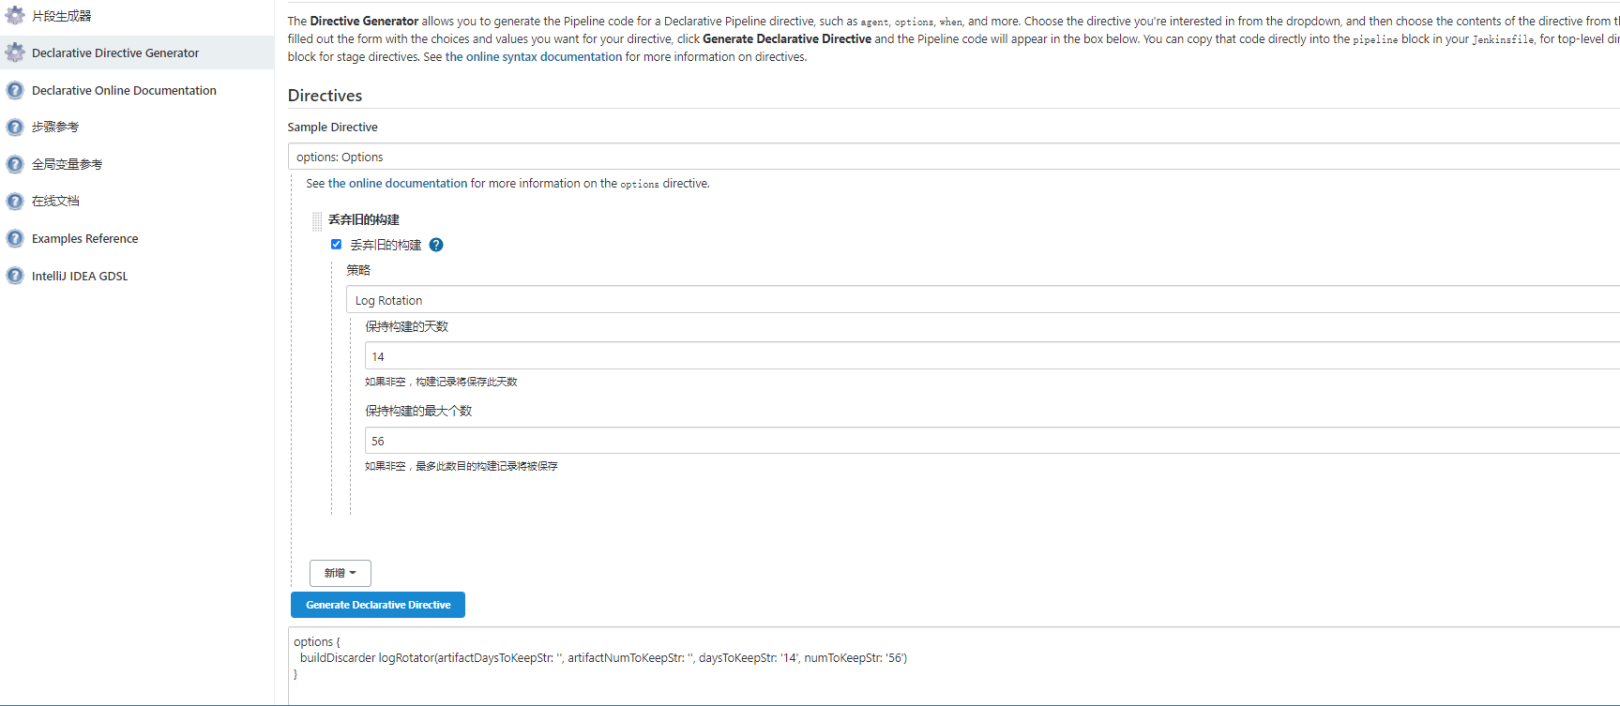 片段生成器
Declarative Directive Generator
Declarative Online Documentation
步骤参考
全局变量参考
在线文档
Examples Reference
IntelliJ IDEA GDSL
The Directive Generator allows you to generate the Pipeline code for a Declarative Pipeline directive, such as agent, options, when, and more. Choose the directive you're interested in from the dropdown, and then choose the contents of the directive from t
filled out the form with the choices and values you want for your directive, click Generate Declarative Directive and the Pipeline code will appear in the box below. You can copy that code directly into the pipeline block in your Jenkinsfile, for top-level dir
block for stage directives. See the online syntax documentation for more information on directives.
Directives
Sample Directive
options: Options
See the online documentation for more information on the options directive.
丢弃旧的构建
丢弃旧的构建 ?
策略
Log Rotation
保持构建的天数
14
如果非空，构建记录将保存此天数
保持构建的最大个数
56
如果非空，最多此数目的构建记录将被保存
新增
Generate Declarative Directive
options {
buildDiscarder logRotator(artifactDaysToKeepStr: '', artifactNumToKeepStr: '', daysToKeepStr: '14', numToKeepStr: '56')
}